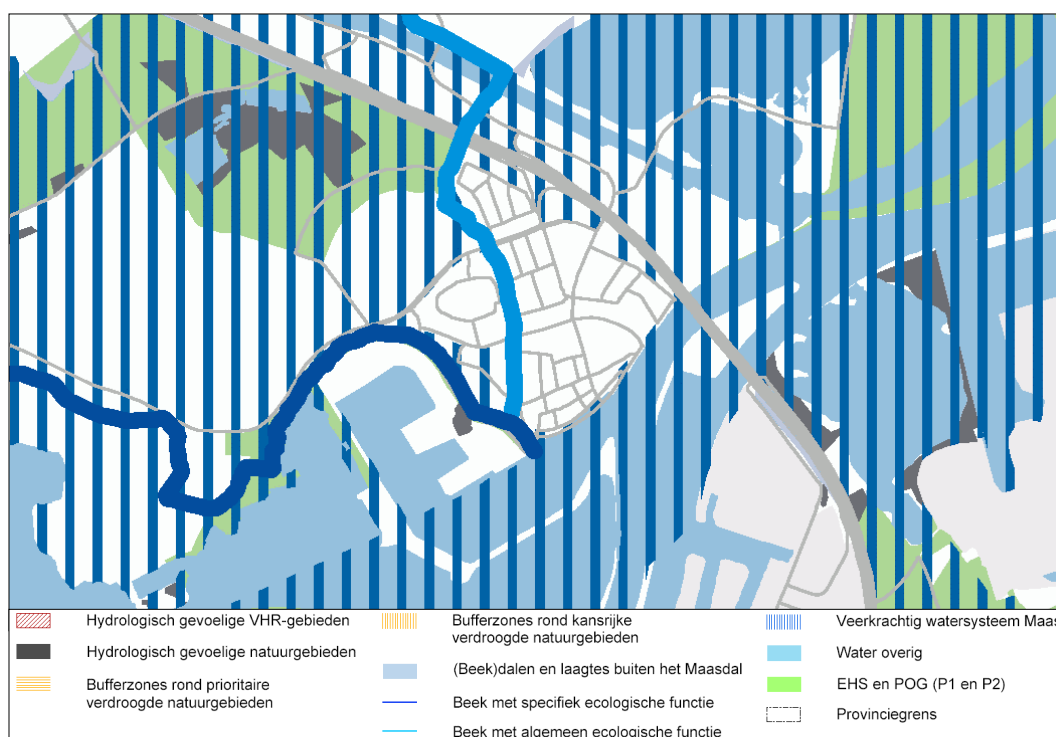 Hydrologisch gevoelige VHR-gebieden
Hydrologisch gevoelige natuurgebieden
Bufferzones rond prioritaire
verdroogde natuurgebieden
Bufferzones rond kansrijke
verdroogde natuurgebieden
(Beek)dalen en laagtes buiten het Maasdal
Beek met specifiek ecologische functie
Beek met algemeen ecologische functie
Veerkrachtig watersysteem Maas
Water overig
EHS en POG (P1 en P2)
Provinciegrens